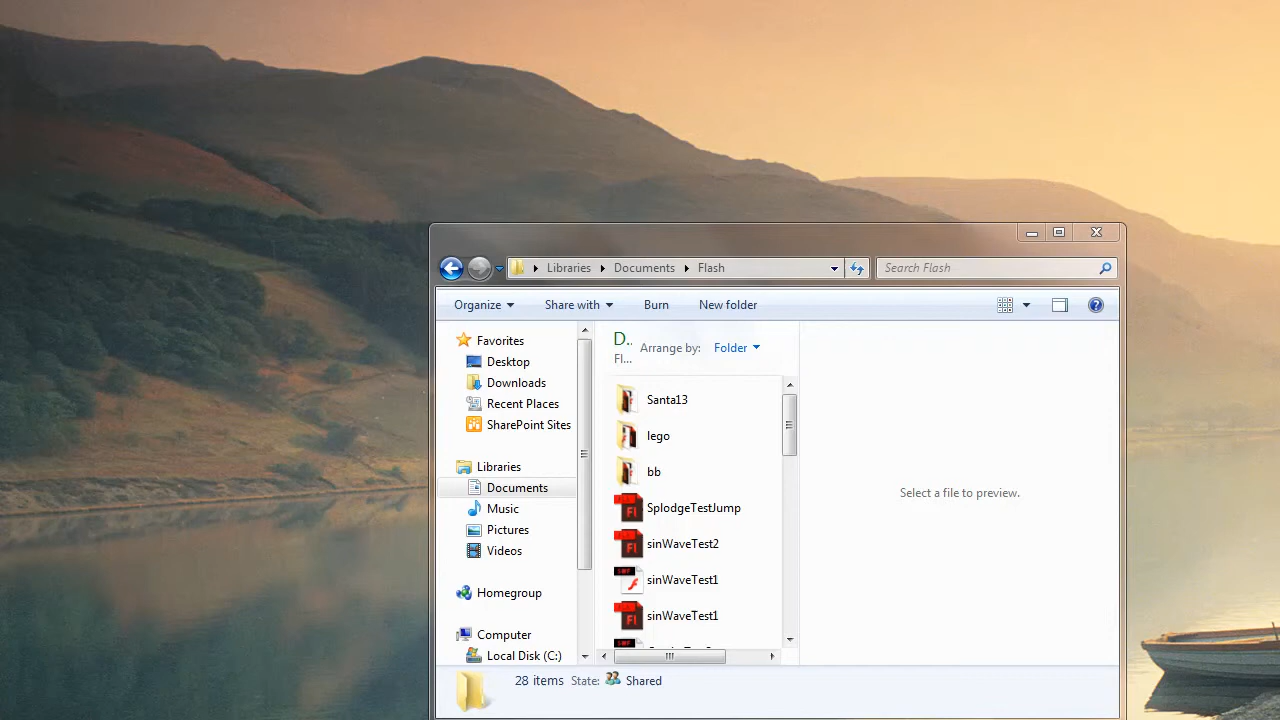 Libraries Documents Flash
Search Flash
Organize Share with Burn New folder
Favorites
Desktop
Downloads
Recent Places
SharePoint Sites
Libraries
Documents
Music
Pictures
Videos
Homegroup
Computer
Local Disk (C:)
D..
Fl...
Arrange by: Folder
Santa13
lego
bb
SplodgeTestJump
sinWaveTest2
sinWaveTest1
sinWaveTest1
Select a file to preview.
28 items State: Shared